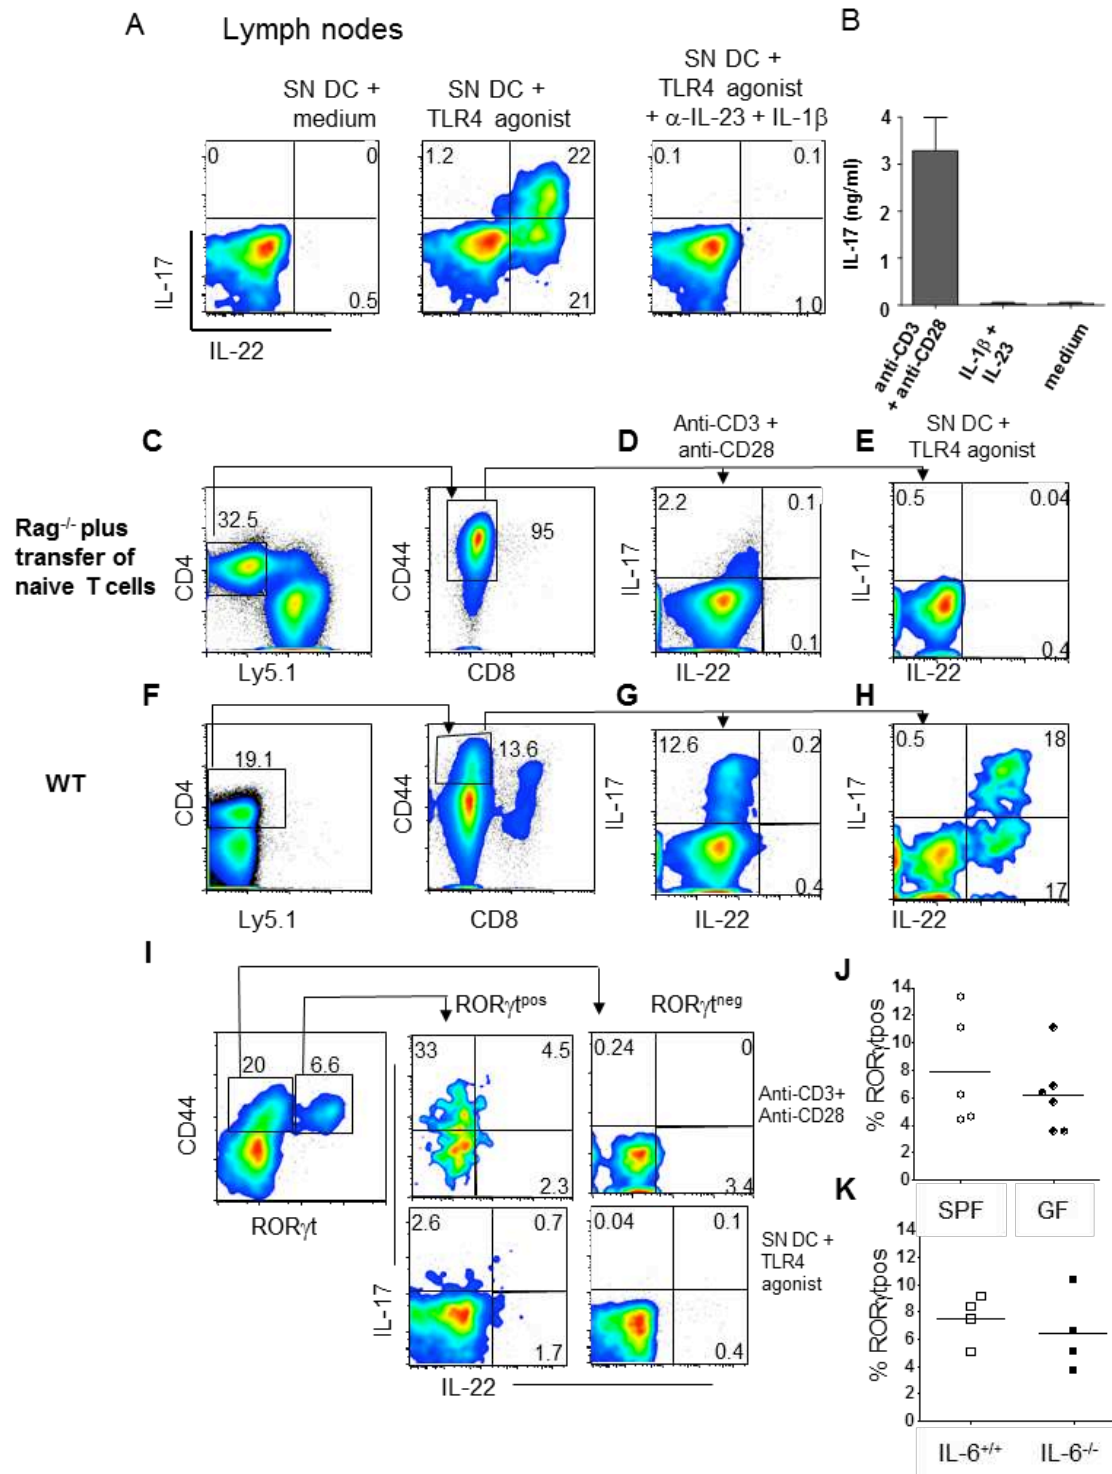 A
Lymph nodes
B
SN DC +
medium
SN DC +
TLR4 agonist
SN DC +
TLR4 agonist
+ α-IL-23 + IL-1β
0
0
0.5
1.2
22
21
0.1
0.1
1.0
IL-17
IL-22
IL-17 (ng/ml)
4
3
2
1
0
anti-CD3
+ anti-CD28
IL-1β +
IL-23
medium
C
D
Anti-CD3 +
anti-CD28
E
SN DC +
TLR4 agonist
Rag-/- plus
transfer of
naive T cells
32.5
CD4
Ly5.1
95
CD44
CD8
2.2
0.1
0.1
IL-17
IL-22
0.5
0.04
0.4
IL-17
IL-22
F
G
H
WT
19.1
CD4
Ly5.1
13.6
CD44
CD8
12.6
0.2
0.4
IL-17
IL-22
0.5
18
17
IL-17
IL-22
I
RORγtpos
RORγtneg
20
6.6
CD44
RORγt
33
4.5
2.3
0.24
0
3.4
Anti-CD3+
Anti-CD28
2.6
0.7
1.7
0.04
0.1
0.4
SN DC +
TLR4
agonist
IL-17
IL-22
J
% RORγtpos
14
12
10
8
6
4
2
0
SPF
GF
K
% RORγtpos
14
12
10
8
6
4
2
0
IL-6+/+
IL-6-/-